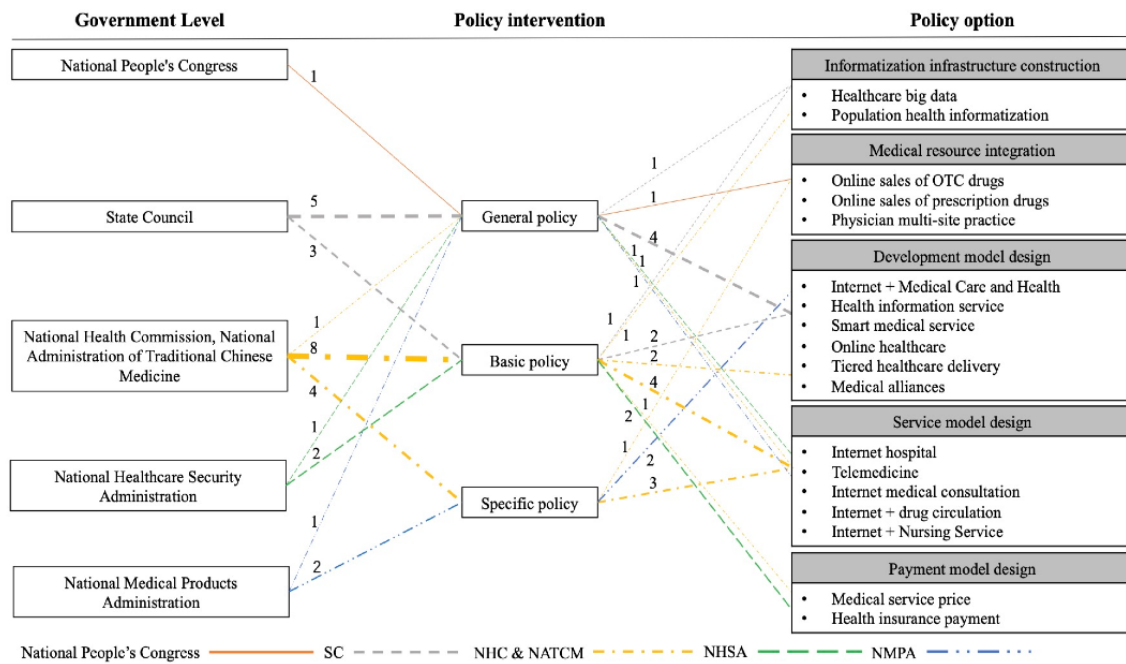 Government Level Policy intervention Policy option
National People's Congress
State Council
National Health Commission, National
Administration of Traditional Chinese
Medicine
National Healthcare Security
Administration
National Medical Products
Administration
1
5
3
1
8
4
1
2
1
2
General policy
Basic policy
Specific policy
1
1
4
1
1
1
1
2
1
2
4
1
2
1
2
3
Informatization infrastructure construction
• Healthcare big data
• Population health informatization
Medical resource integration
• Online sales of OTC drugs
• Online sales of prescription drugs
• Physician multi-site practice
Development model design
• Internet + Medical Care and Health
• Health information service
• Smart medical service
• Online healthcare
• Tiered healthcare delivery
• Medical alliances
Service model design
• Internet hospital
• Telemedicine
• Internet medical consultation
• Internet + drug circulation
• Internet + Nursing Service
Payment model design
• Medical service price
• Health insurance payment
National People's Congress SC NHC & NATCM NHSA NMPA